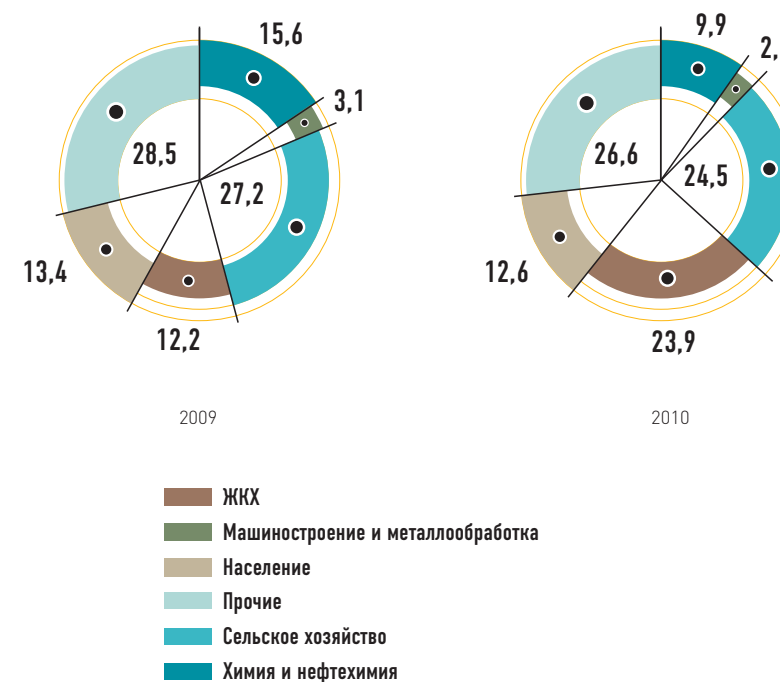 15,6
3,1
28,5
27,2
13,4
12,2
2009
9,9
2,
26,6
24,5
12,6
23,9
2010
ЖКХ
Машиностроение и металлообработка
Население
Прочие
Сельское хозяйство
Химия и нефтехимия